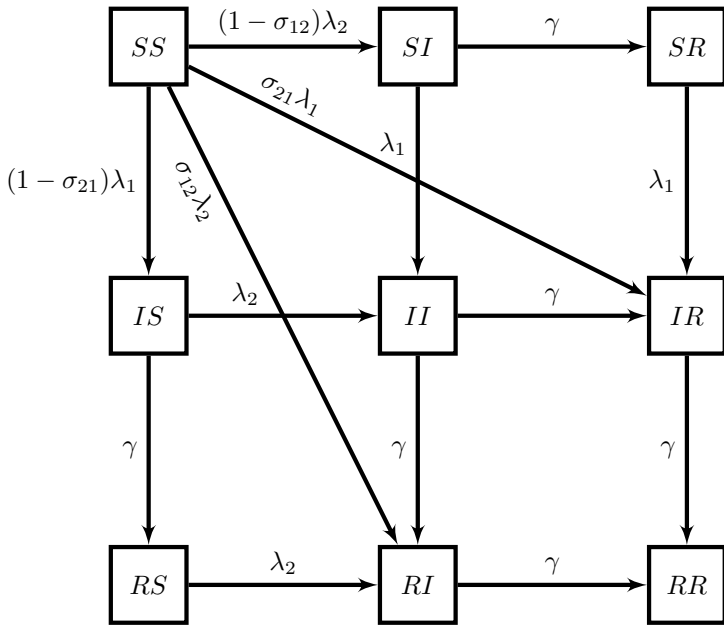 SS
(1 - σ₁₂)λ₂
SI
γ
SR
σ₂₁λ₁
λ₁
(1 - σ₂₁)λ₁
σ₁₂λ₂
λ₁
IS
λ₂
II
γ
IR
γ
γ
γ
RS
λ₂
RI
γ
RR